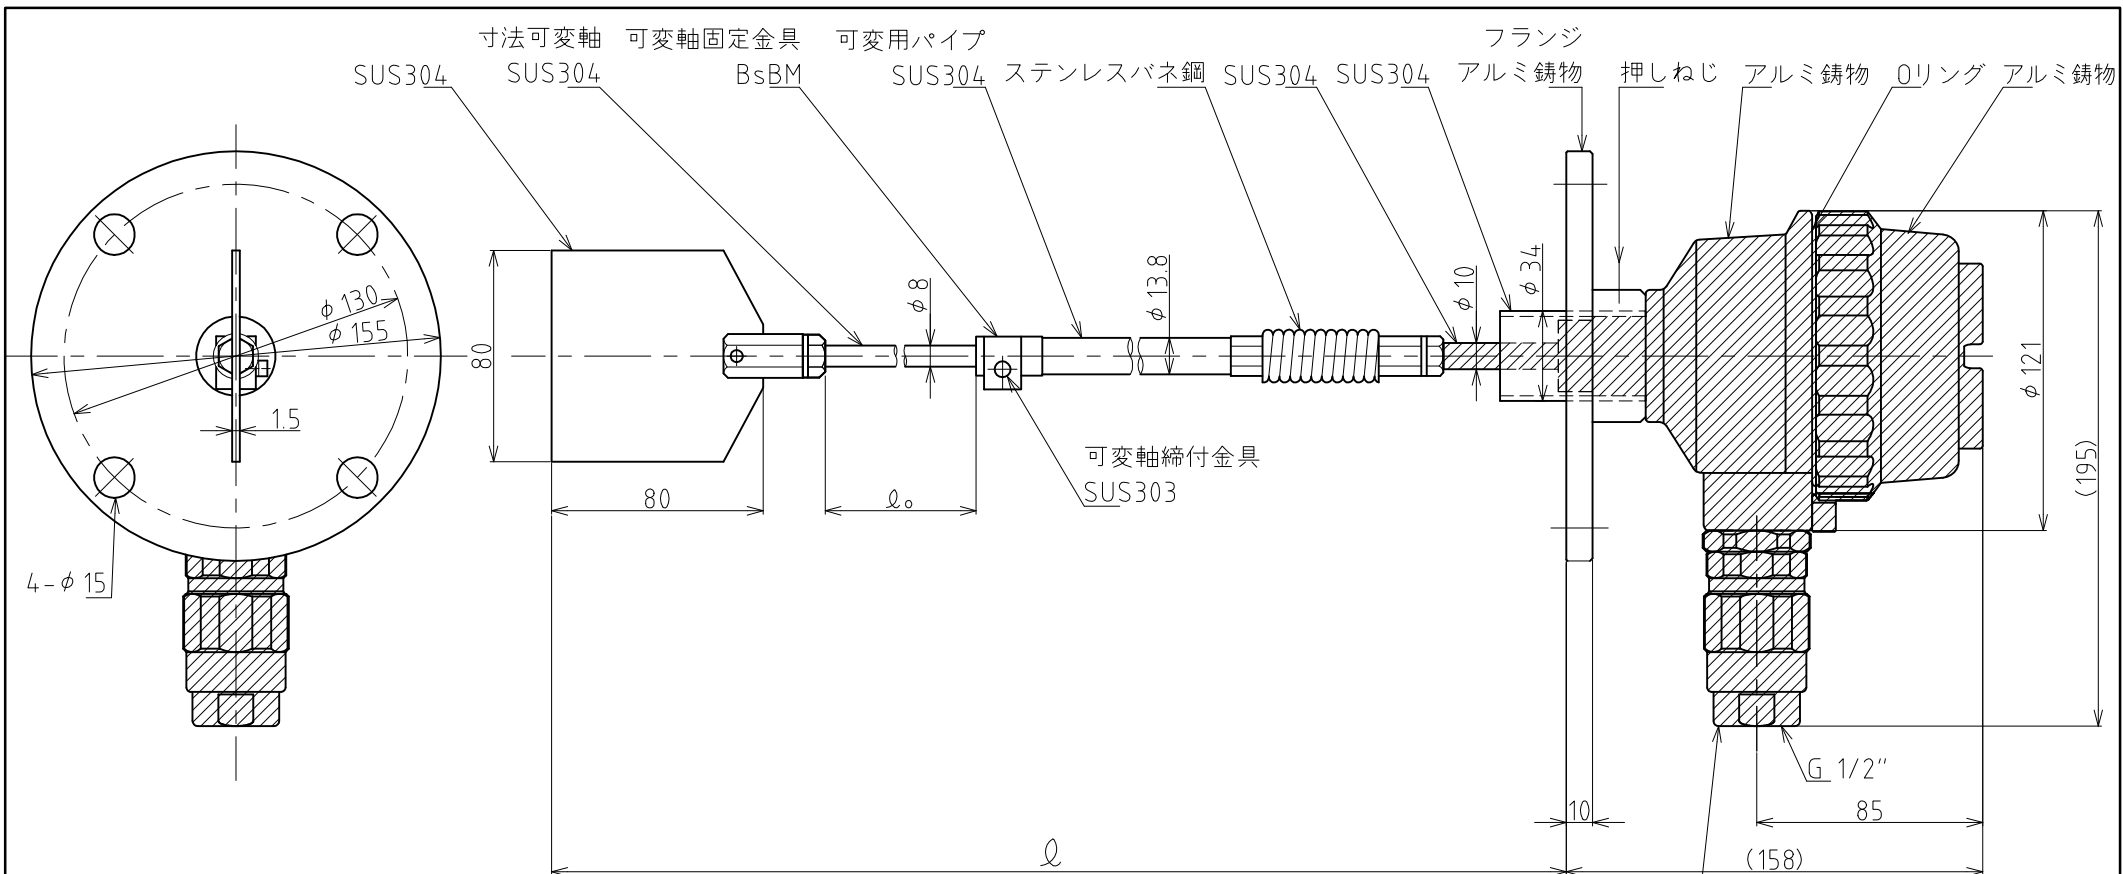 寸法可変軸
SUS304
可変軸固定金具
BsBM
可変用パイプ
SUS304
フランジ
アルミ鋳物
SUS304
ステンレスバネ鋼
SUS304
SUS304
押しねじ
アルミ鋳物
Oリング
アルミ鋳物
φ130
φ155
1.5
4-φ15
80
80
ℓ₀
φ8
φ13.8
φ10
φ34
φ121
(195)
可変軸締付金具
SUS303
G 1/2"
10
85
ℓ
(158)